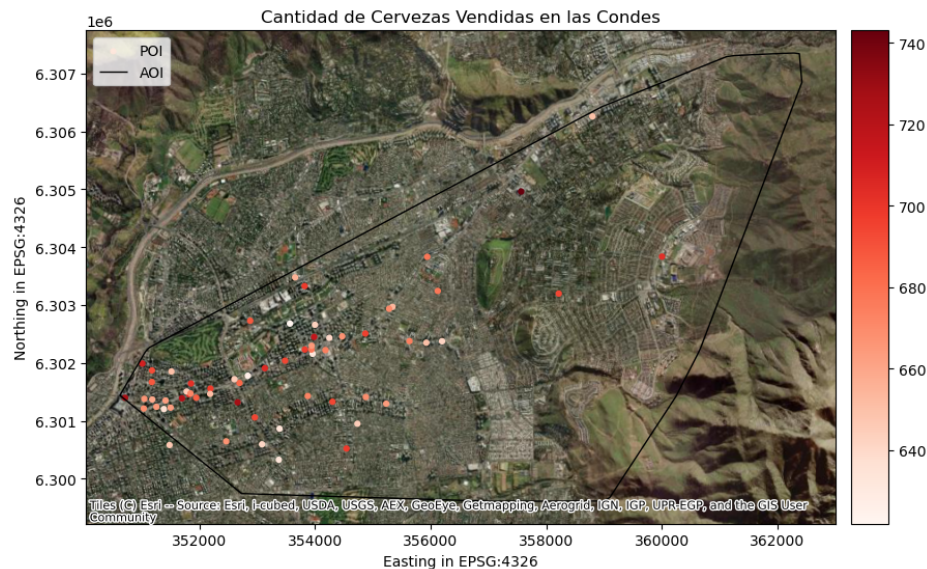 Cantidad de Cervezas Vendidas en las Condes
1e6
POI
AOI
6.307
6.306
6.305
6.304
6.303
6.302
6.301
6.300
Northing in EPSG:4326
Tiles (C) Esri -- Source: Esri, i-cubed, USDA, USGS, AEX, GeoEye, Getmapping, Aerogrid, IGN, IGP, UPR-EGP, and the GIS User
Community
352000 354000 356000 358000 360000 362000
Easting in EPSG:4326
740
720
700
680
660
640